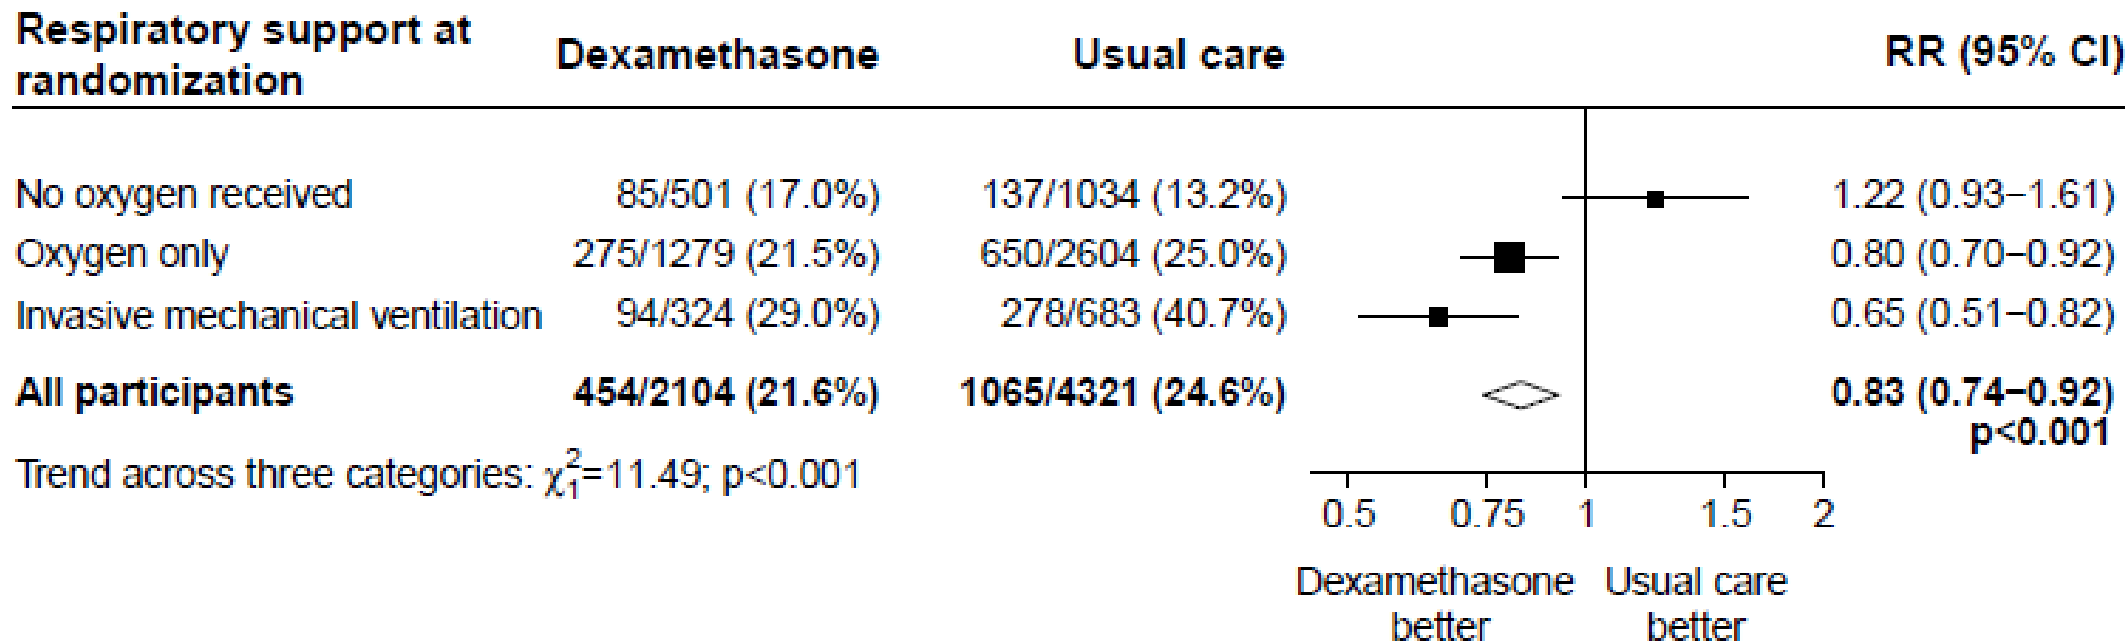 Respiratory support at randomization Dexamethasone Usual care RR (95% CI)
No oxygen received 85/501 (17.0%) 137/1034 (13.2%) 1.22 (0.93−1.61)
Oxygen only 275/1279 (21.5%) 650/2604 (25.0%) 0.80 (0.70−0.92)
Invasive mechanical ventilation 94/324 (29.0%) 278/683 (40.7%) 0.65 (0.51−0.82)
All participants 454/2104 (21.6%) 1065/4321 (24.6%) 0.83 (0.74−0.92)
p<0.001
Trend across three categories: χ²₁=11.49; p<0.001
0.5 0.75 1 1.5 2
Dexamethasone better Usual care better